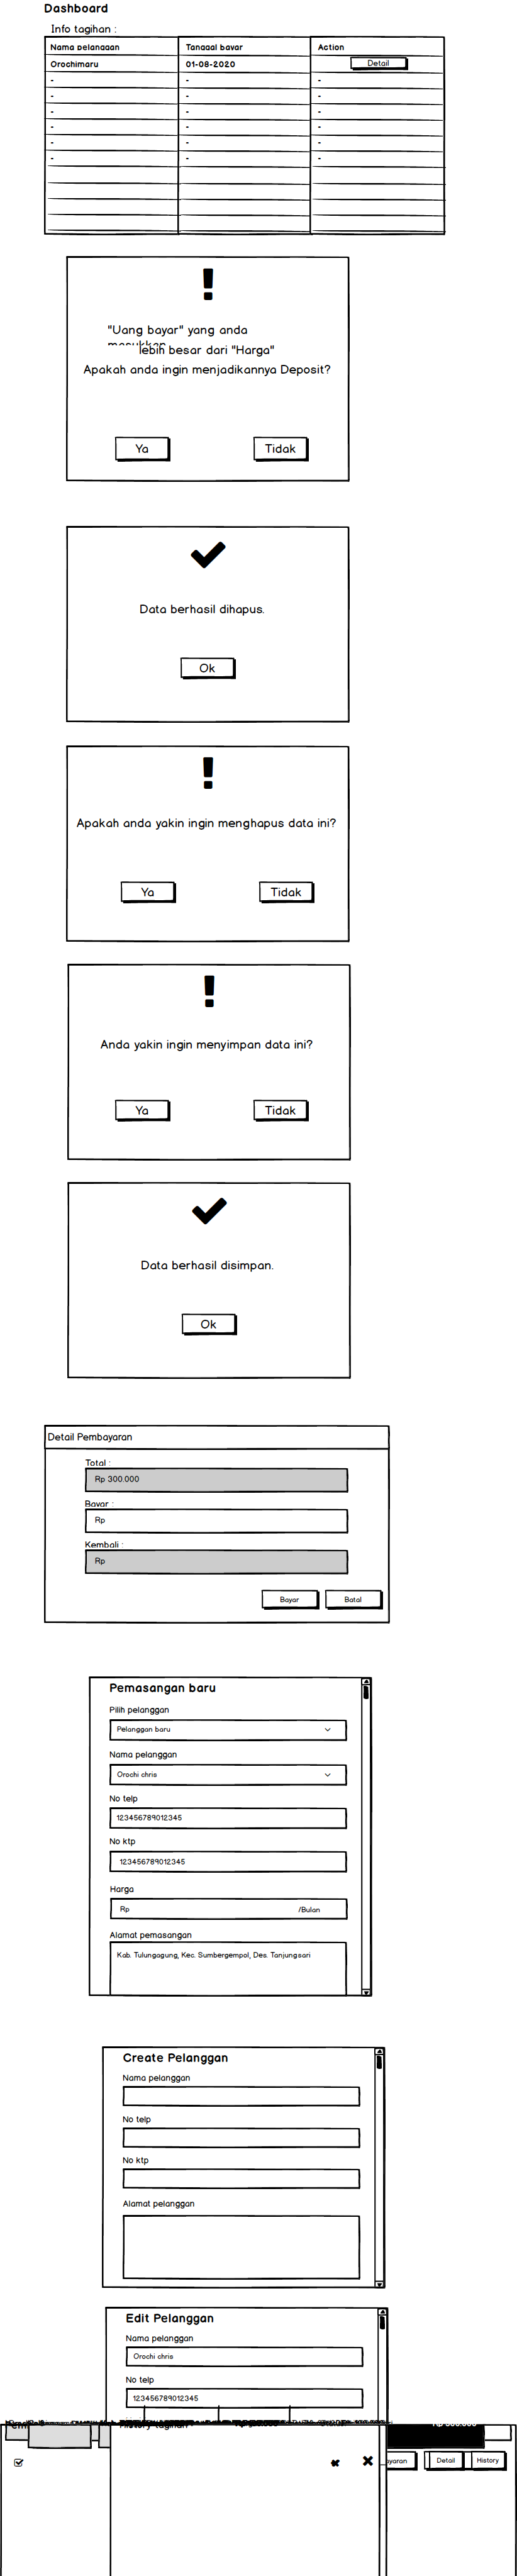 Dashboard
Info tagihan :
Nama pelanggan Tanggal bayar Action
Orochimaru 01-08-2020 Detail
- - -
- - -
- - -
- - -
- - -
- - -
"Uang bayar" yang anda
masukkan
lebih besar dari "Harga"
Apakah anda ingin menjadikannya Deposit?
Ya Tidak
Data berhasil dihapus.
Ok
Apakah anda yakin ingin menghapus data ini?
Ya Tidak
Anda yakin ingin menyimpan data ini?
Ya Tidak
Data berhasil disimpan.
Ok
Detail Pembayaran
Total :
Rp 300.000
Bayar :
Rp
Kembali :
Rp
Bayar Batal
Pemasangan baru
Pilih pelanggan
Pelanggan baru
Nama pelanggan
Orochi chris
No telp
123456789012345
No ktp
123456789012345
Harga
Rp /Bulan
Alamat pemasangan
Kab. Tulungagung, Kec. Sumbergempol, Des. Tanjungsari
Create Pelanggan
Nama pelanggan
No telp
No ktp
Alamat pelanggan
Edit Pelanggan
Nama pelanggan
Orochi chris
No telp
123456789012345
History tagihan
Rp 300.000
Detail History